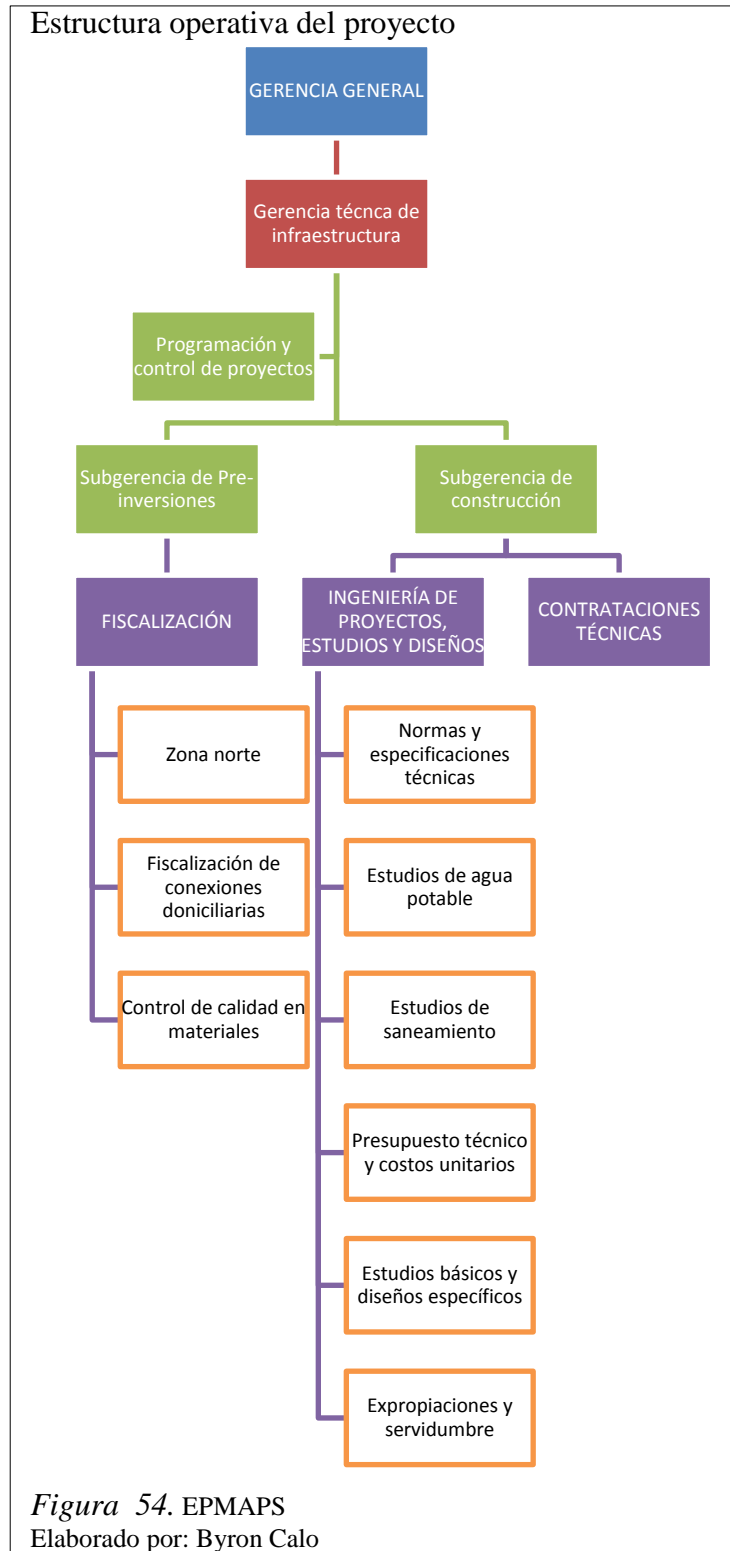 Estructura operativa del proyecto
GERENCIA GENERAL
Gerencia técnca de
infraestructura
Programación y
control de proyectos
Subgerencia de Pre-
inversiones
Subgerencia de
construcción
FISCALIZACIÓN
INGENIERÍA DE
PROYECTOS,
ESTUDIOS Y DISEÑOS
CONTRATACIONES
TÉCNICAS
Zona norte
Fiscalización de
conexiones
doniciliarias
Control de calidad en
materiales
Normas y
especificaciones
técnicas
Estudios de agua
potable
Estudios de
saneamiento
Presupuesto técnico
y costos unitarios
Estudios básicos y
diseños específicos
Expropiaciones y
servidumbre
Figura 54. EPMAPS
Elaborado por: Byron Calo